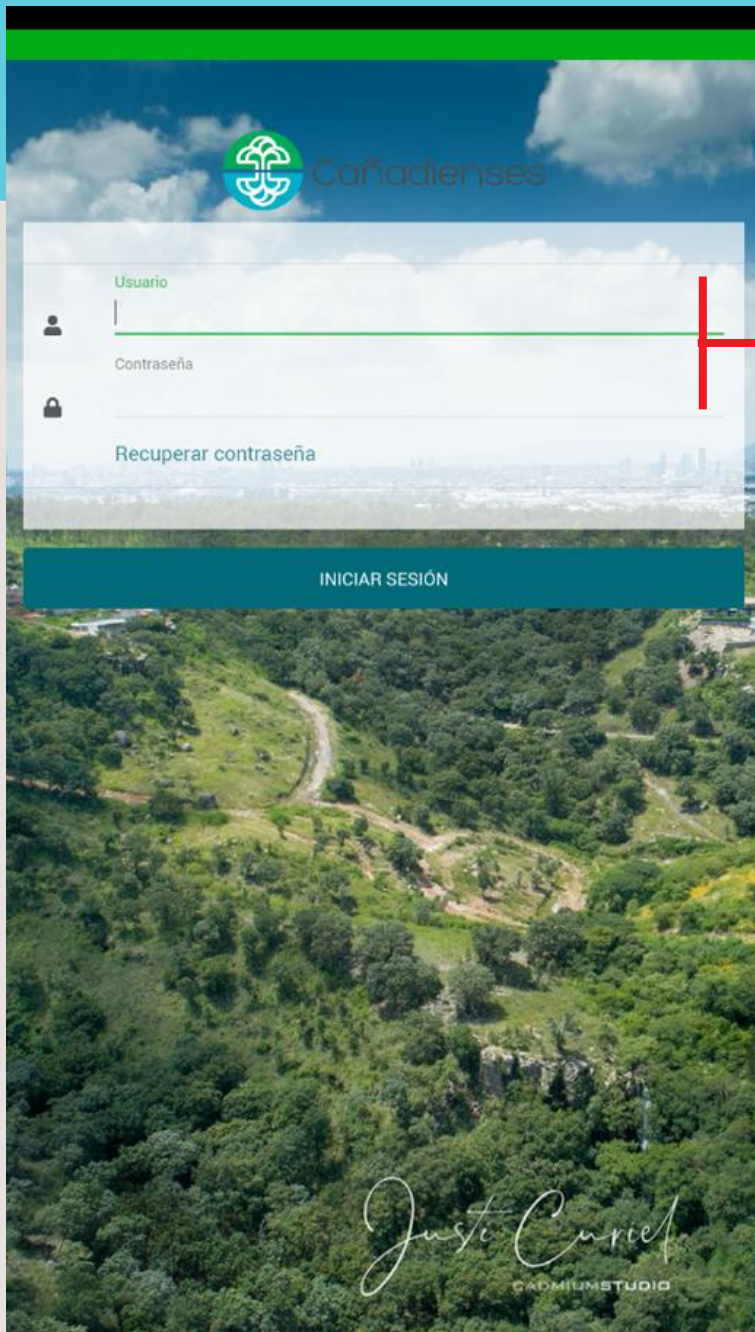 Cañadienses
Usuario
Contraseña
Recuperar contraseña
INICIAR SESIÓN
Justi Curiel
CADMIUMSTUDIO